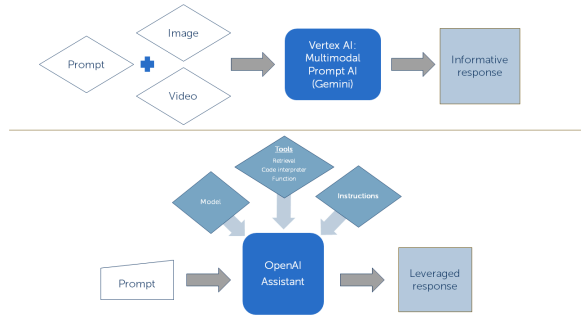 Image
Prompt
Video
Vertex AI:
Multimodal
Prompt AI
(Gemini)
Informative
response
Tools
Retrieval
Code interpreter
Function
Model
Instructions
Prompt
OpenAI
Assistant
Leveraged
response